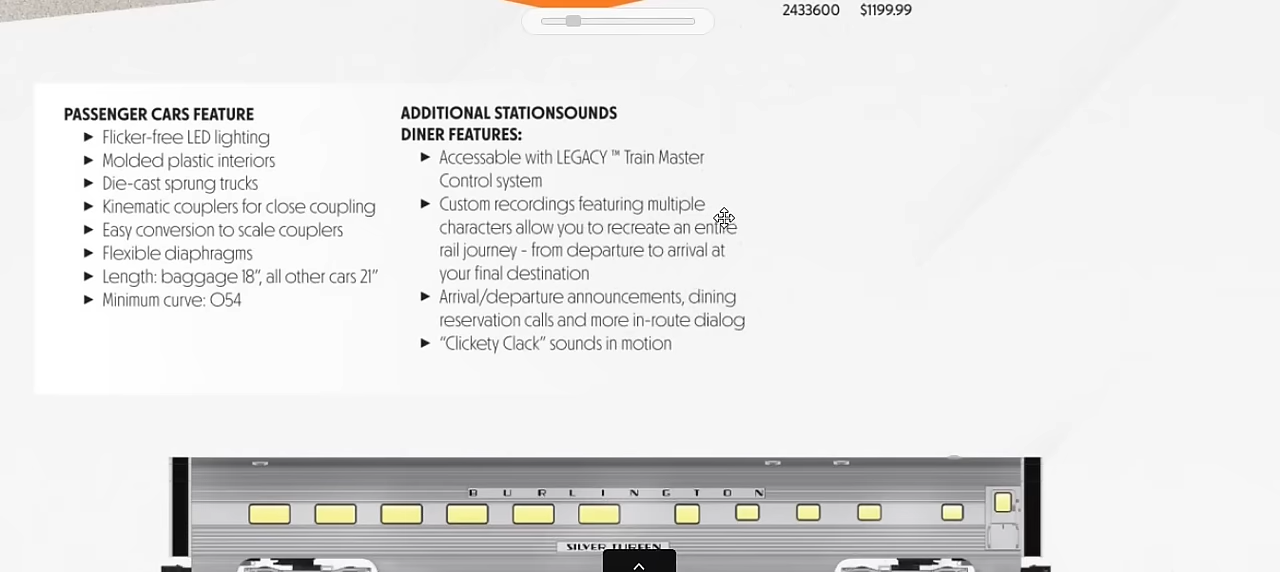 2433600 $1199.99
PASSENGER CARS FEATURE
► Flicker-free LED lighting
► Molded plastic interiors
► Die-cast sprung trucks
► Kinematic couplers for close coupling
► Easy conversion to scale couplers
► Flexible diaphragms
► Length: baggage 18”, all other cars 21”
► Minimum curve: O54
ADDITIONAL STATIONSOUNDS
DINER FEATURES:
► Accessable with LEGACY ™ Train Master
Control system
► Custom recordings featuring multiple
characters allow you to recreate an entire
rail journey - from departure to arrival at
your final destination
► Arrival/departure announcements, dining
reservation calls and more in-route dialog
► “Clickety Clack” sounds in motion
BURLINGTON
SILVER